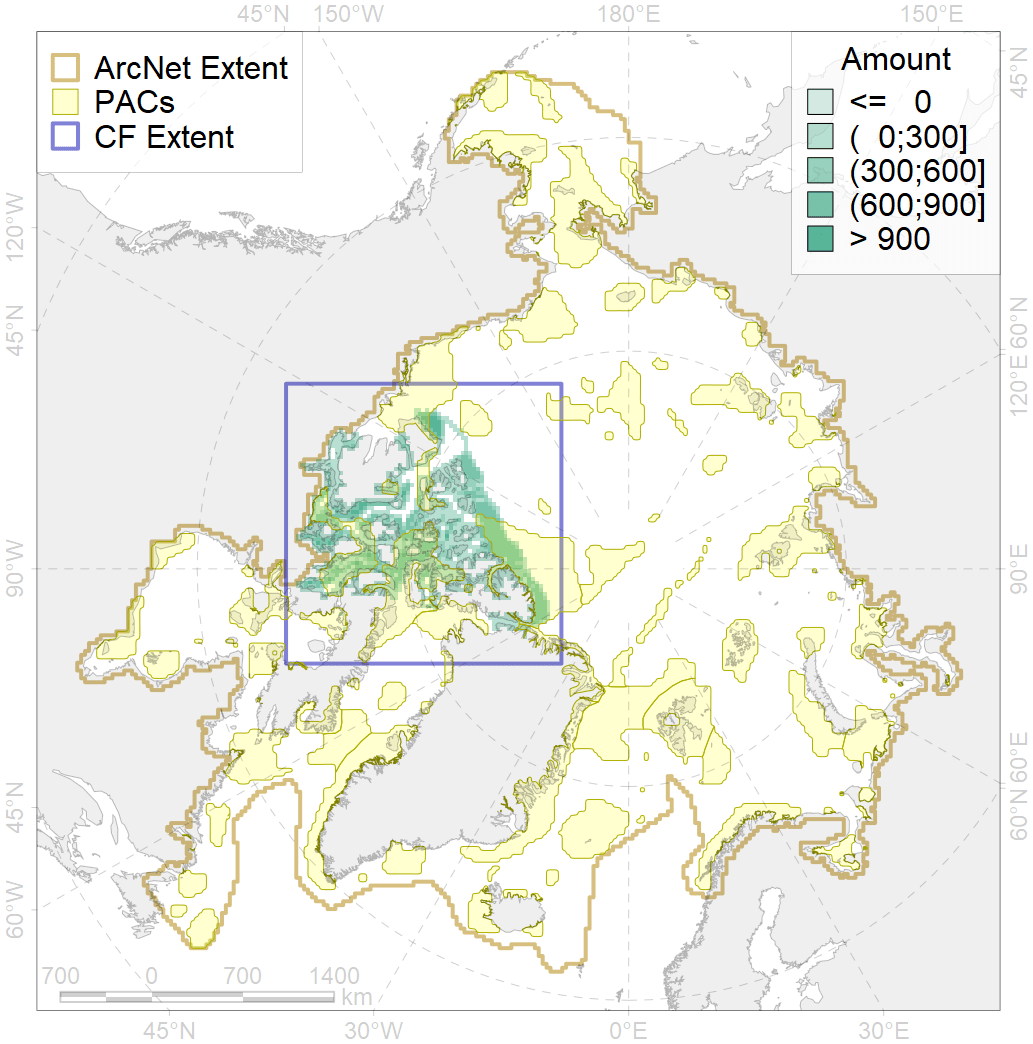 45°N 150°W 180°E 150°E
ArcNet Extent
PACs
CF Extent
Amount
<= 0
( 0;300]
(300;600]
(600;900]
> 900
45°N
60°N
120°E
90°E
60°E
60°N
120°W
45°N
90°W
45°N
60°W
700 0 700 1400
km
45°N 30°W 0°E 30°E